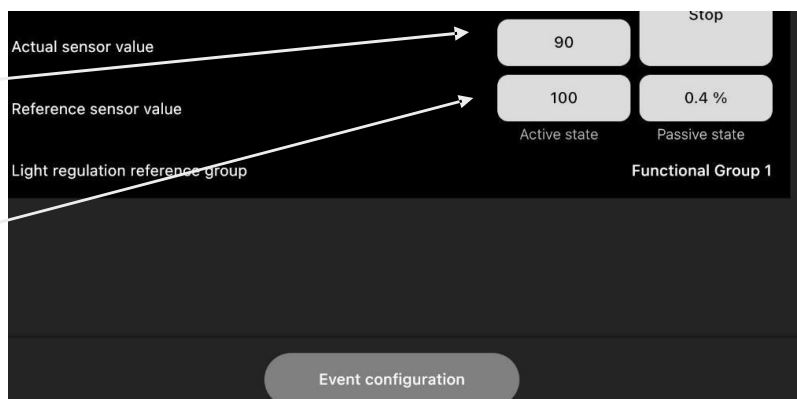 Stop
Actual sensor value 90
Reference sensor value 100 0.4 %
Active state Passive state
Light regulation reference group Functional Group 1
Event configuration